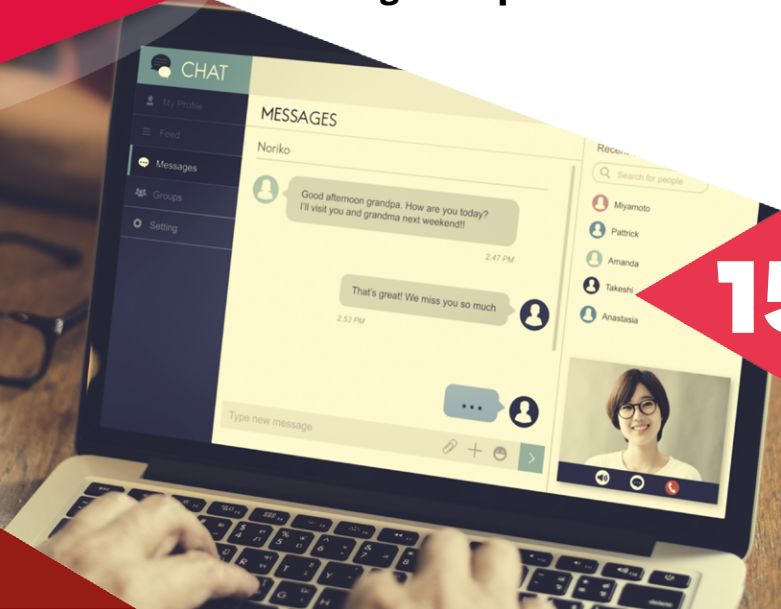 CHAT
My Profile
Feed
Messages
Groups
Setting
MESSAGES
Noriko
Good afternoon grandpa. How are you today?
I'll visit you and grandma next weekend!!
2.47 PM
That's great! We miss you so much
2.53 PM
...
Type new message
Search for people
Miyamoto
Pattrick
Amanda
Takeshi
Anastasia
15
delete